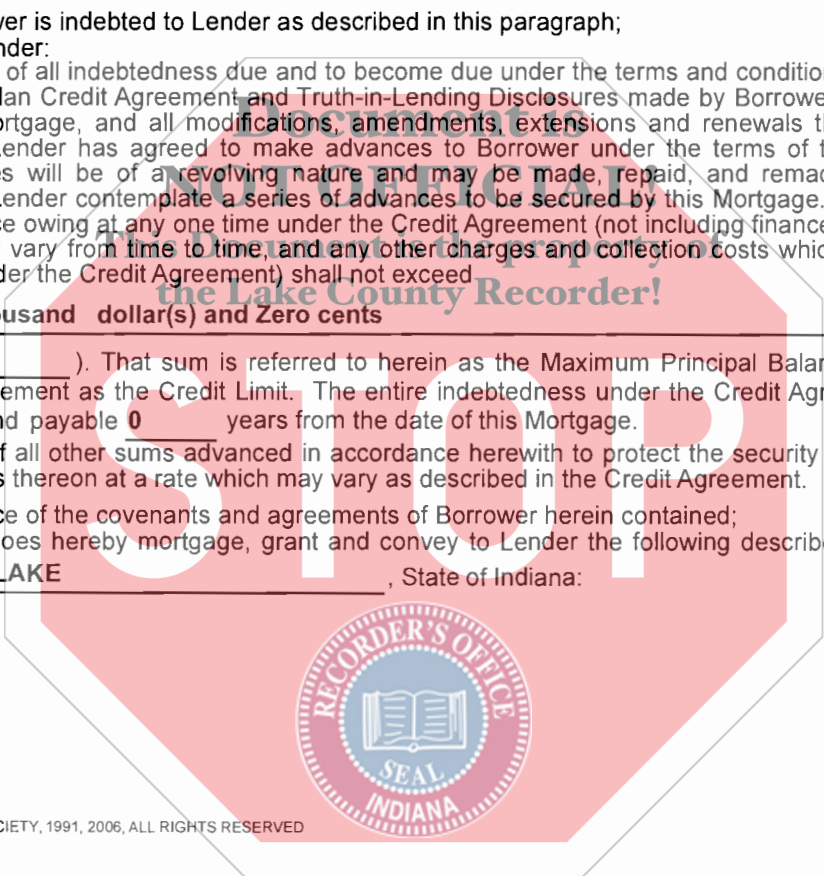 ver is indebted to Lender as described in this paragraph;
nder:
of all indebtedness due and to become due under the terms and conditio
lan Credit Agreement and Truth-in-Lending Disclosures made by Borrowe
ortgage, and all modifications, amendments, extensions and renewals t
Lender has agreed to make advances to Borrower under the terms of t
s will be of a revolving nature and may be made, repaid, and remad
Lender contemplate a series of advances to be secured by this Mortgage.
ce owing at any one time under the Credit Agreement (not including finance
vary from time to time, and any other charges and collection costs whic
der the Credit Agreement) shall not exceed
Document is
NOT OFFICIAL!
This Document is the property of
the Lake County Recorder!
usand dollar(s) and Zero cents
). That sum is referred to herein as the Maximum Principal Balan
ement as the Credit Limit. The entire indebtedness under the Credit Agr
nd payable 0 years from the date of this Mortgage.
f all other sums advanced in accordance herewith to protect the security
s thereon at a rate which may vary as described in the Credit Agreement.
STOP
ce of the covenants and agreements of Borrower herein contained;
oes hereby mortgage, grant and convey to Lender the following describe
LAKE , State of Indiana:
RECORDER'S OFFICE
SEAL
INDIANA
CIETY, 1991, 2006, ALL RIGHTS RESERVED